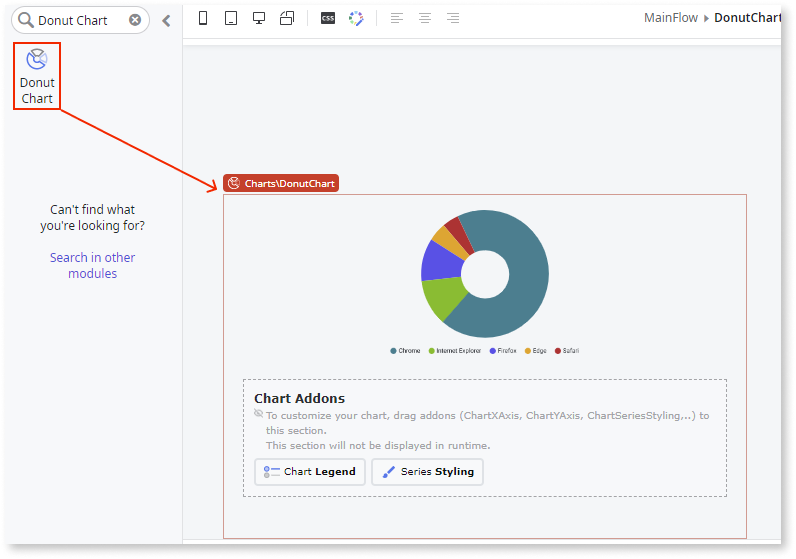 Donut Chart
CSS
MainFlow ▸ DonutChart
Donut
Chart
Can't find what
you're looking for?
Search in other
modules
Charts\DonutChart
Chrome Internet Explorer Firefox Edge Safari
Chart Addons
To customize your chart, drag addons (ChartXAxis, ChartYAxis, ChartSeriesStyling,..) to
this section.
This section will not be displayed in runtime.
Chart Legend Series Styling